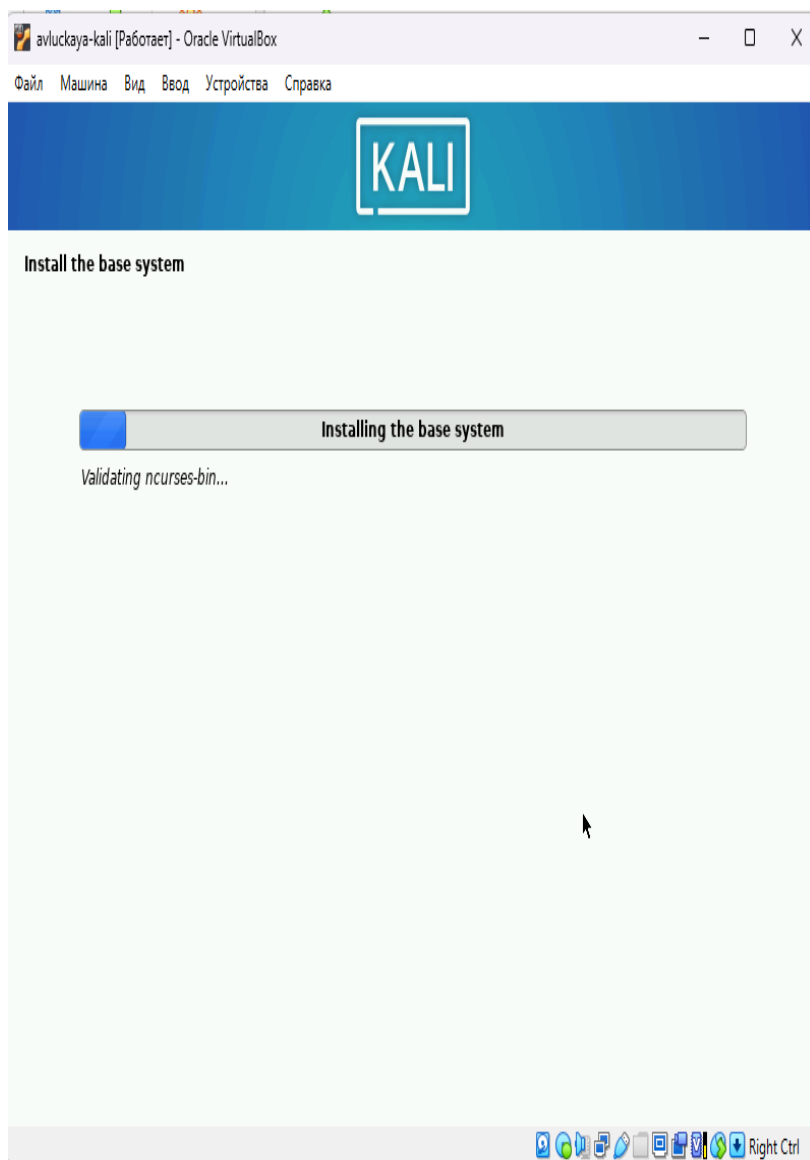 avluckaya-kali [Работает] - Oracle VirtualBox
Файл Машина Вид Ввод Устройства Справка
KALI
Install the base system
Installing the base system
Validating ncurses-bin...
Right Ctrl